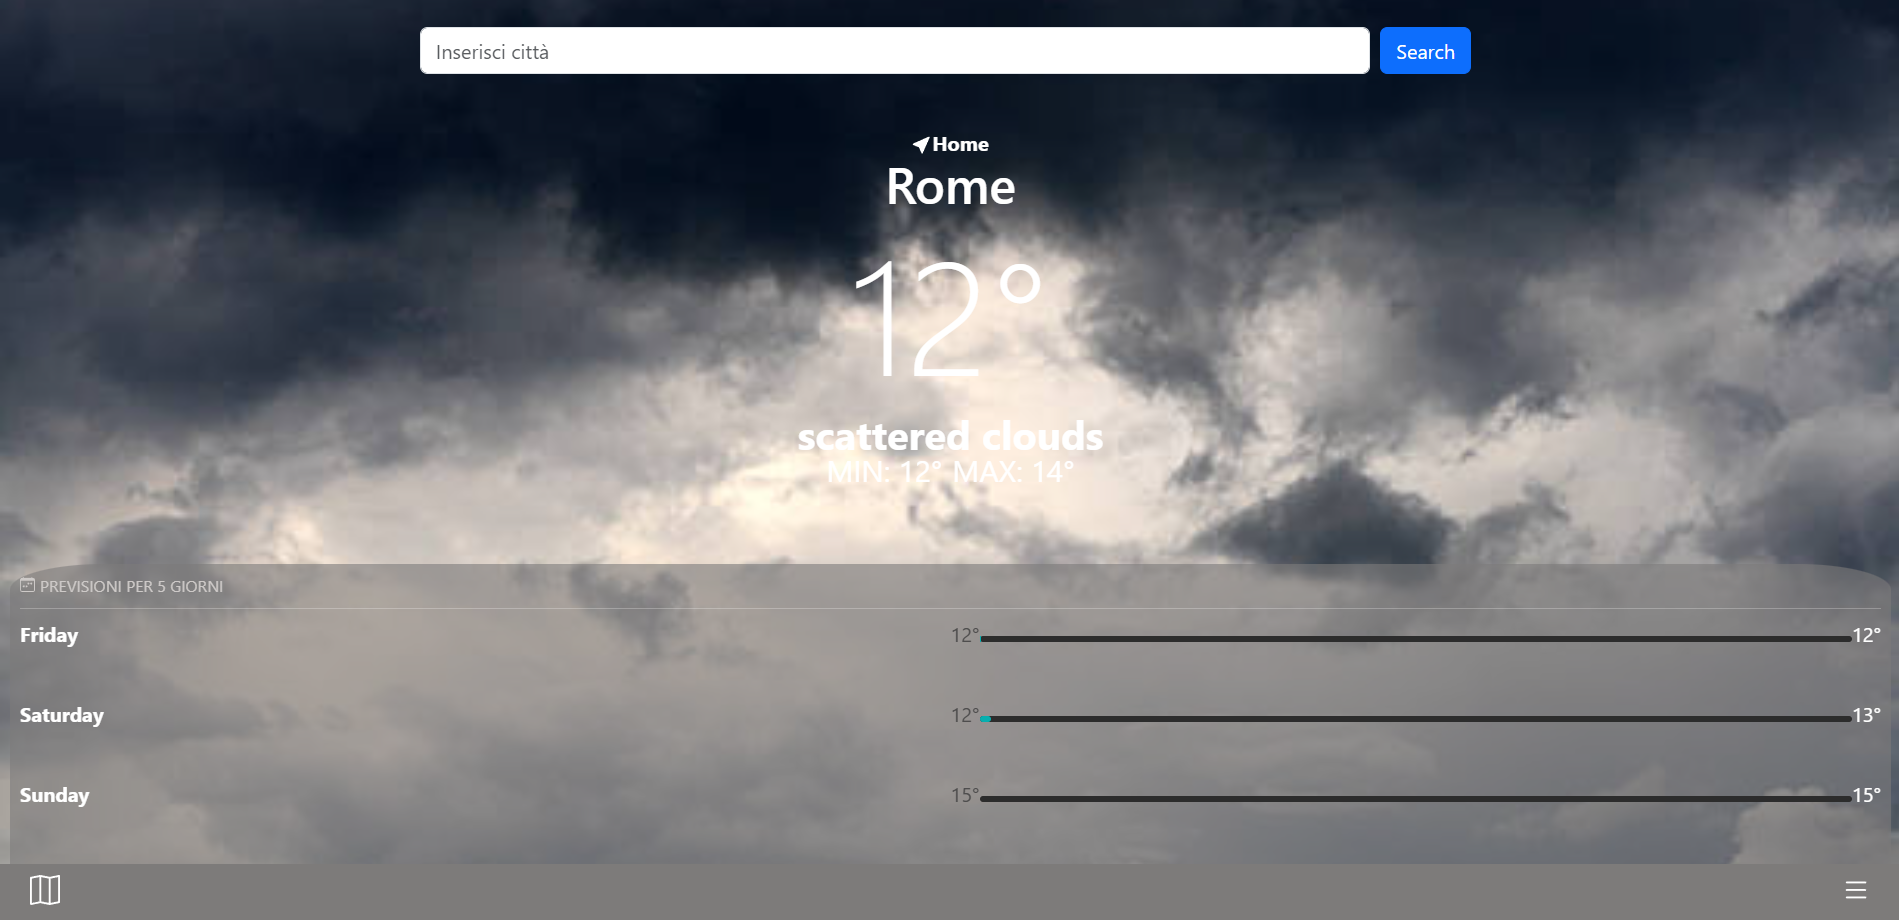 Inserisci città
Search
Home
Rome
12°
scattered clouds
MIN: 12° MAX: 14°
PREVISIONI PER 5 GIORNI
Friday 12° 12°
Saturday 12° 13°
Sunday 15° 15°